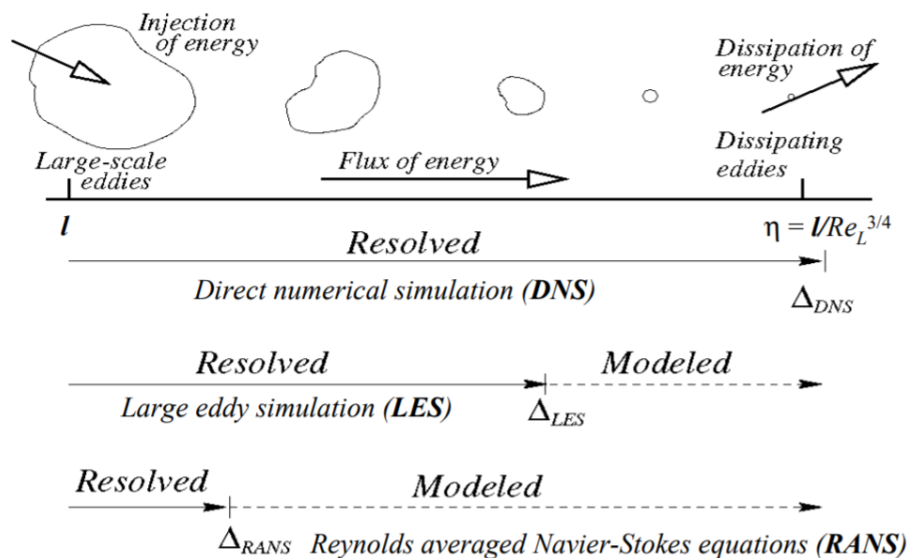 Injection
of energy
Dissipation of
energy
Large-scale
eddies
Flux of energy
Dissipating
eddies
l
η = l/Re_L^{3/4}
Resolved
Direct numerical simulation (DNS)
Δ_DNS
Resolved
Modeled
Large eddy simulation (LES)
Δ_LES
Resolved
Modeled
Δ_RANS Reynolds averaged Navier-Stokes equations (RANS)